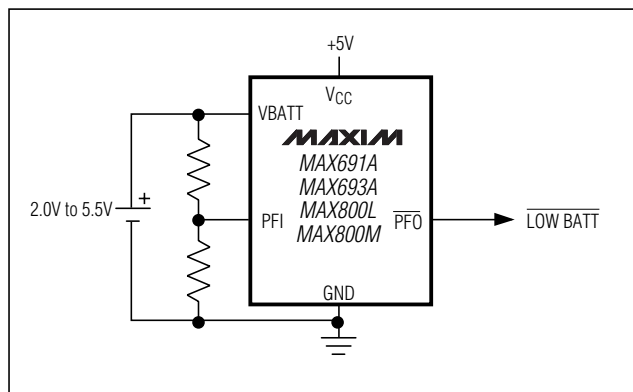 +5V
VCC
VBATT
MAXIM
MAX691A
MAX693A
MAX800L
MAX800M
2.0V to 5.5V
+
PFI
PFO
LOW BATT
GND